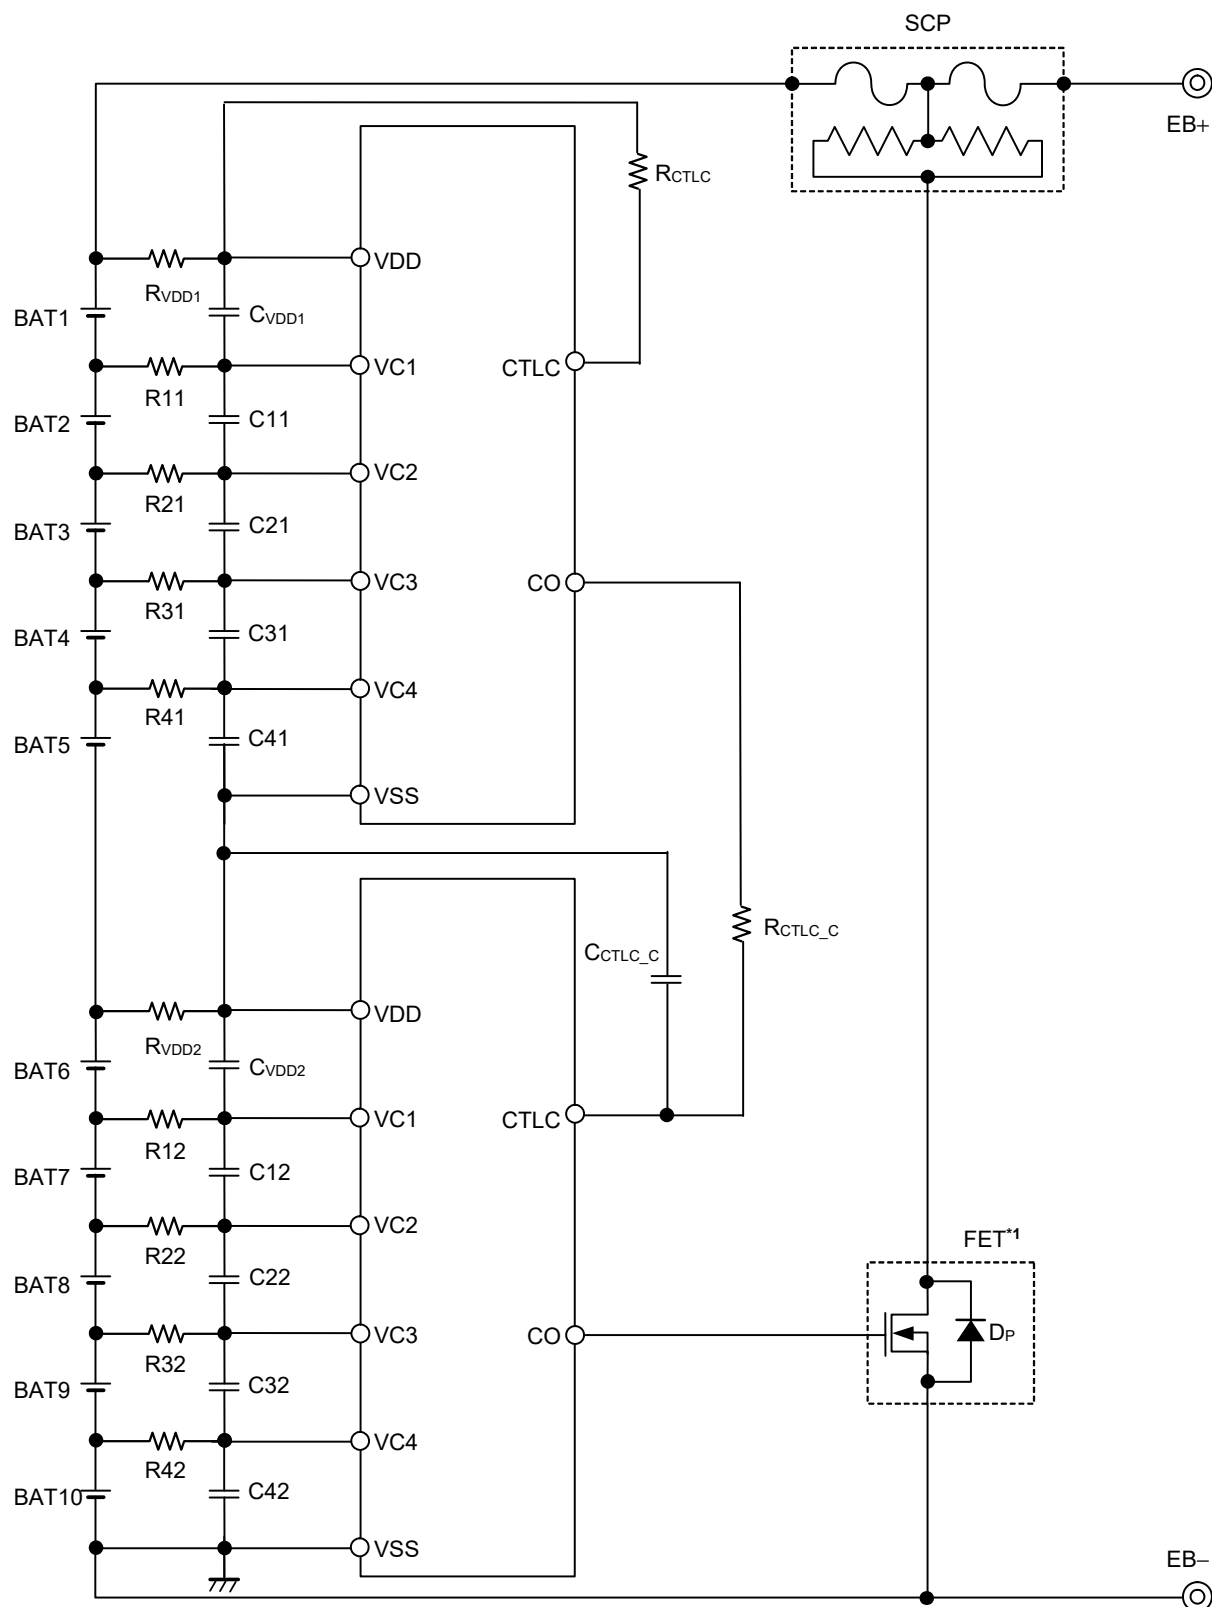 SCP
EB+
RCTLC
VDD
RVDD1
CVDD1
BAT1
VC1
CTLC
R11
C11
BAT2
VC2
R21
C21
BAT3
VC3
CO
R31
C31
BAT4
VC4
R41
C41
BAT5
VSS
RCTLC_C
CCTLC_C
VDD
RVDD2
CVDD2
BAT6
VC1
CTLC
R12
C12
BAT7
VC2
R22
C22
BAT8
FET*1
VC3
CO
DP
R32
C32
BAT9
VC4
R42
C42
BAT10
VSS
EB−